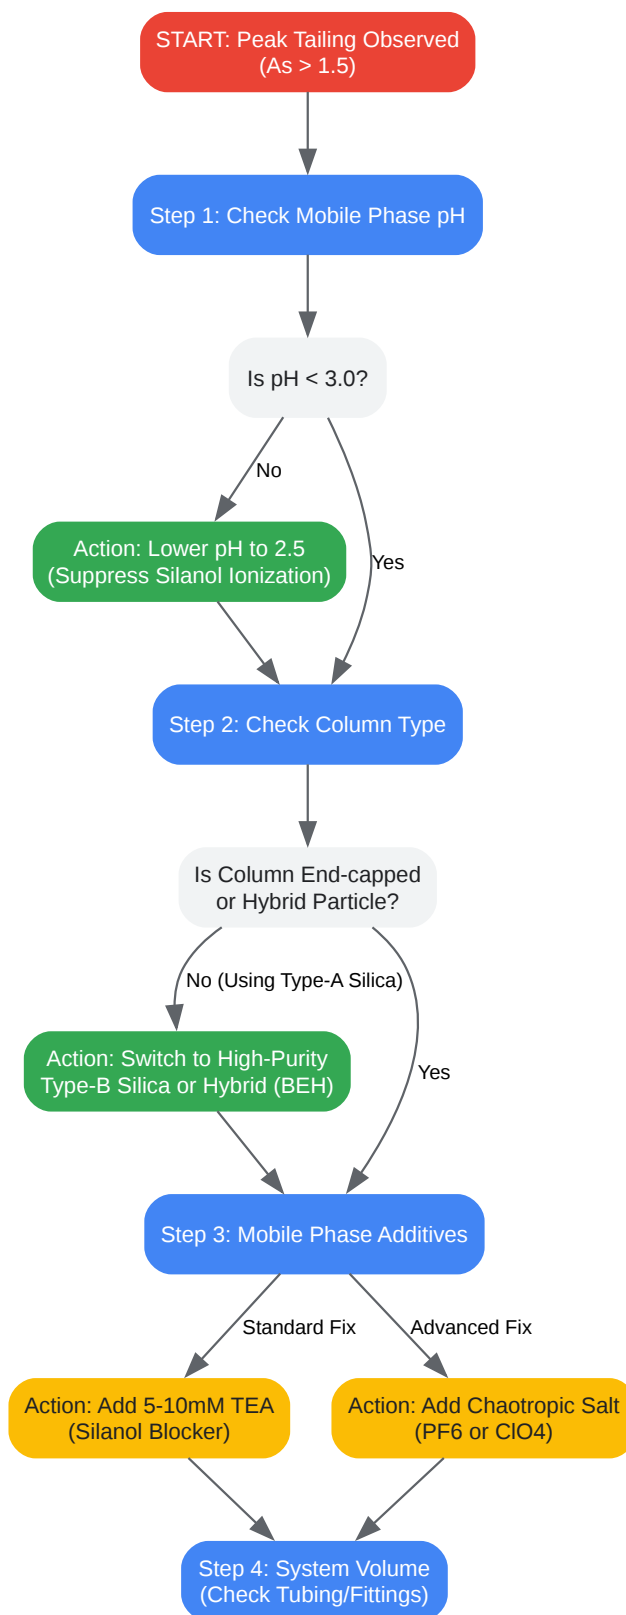 START: Peak Tailing Observed
(As > 1.5)
Step 1: Check Mobile Phase pH
Is pH < 3.0?
No
Action: Lower pH to 2.5
(Suppress Silanol Ionization)
Yes
Step 2: Check Column Type
Is Column End-capped
or Hybrid Particle?
No (Using Type-A Silica)
Action: Switch to High-Purity
Type-B Silica or Hybrid (BEH)
Yes
Step 3: Mobile Phase Additives
Standard Fix
Advanced Fix
Action: Add 5-10mM TEA
(Silanol Blocker)
Action: Add Chaotropic Salt
(PF6 or ClO4)
Step 4: System Volume
(Check Tubing/Fittings)